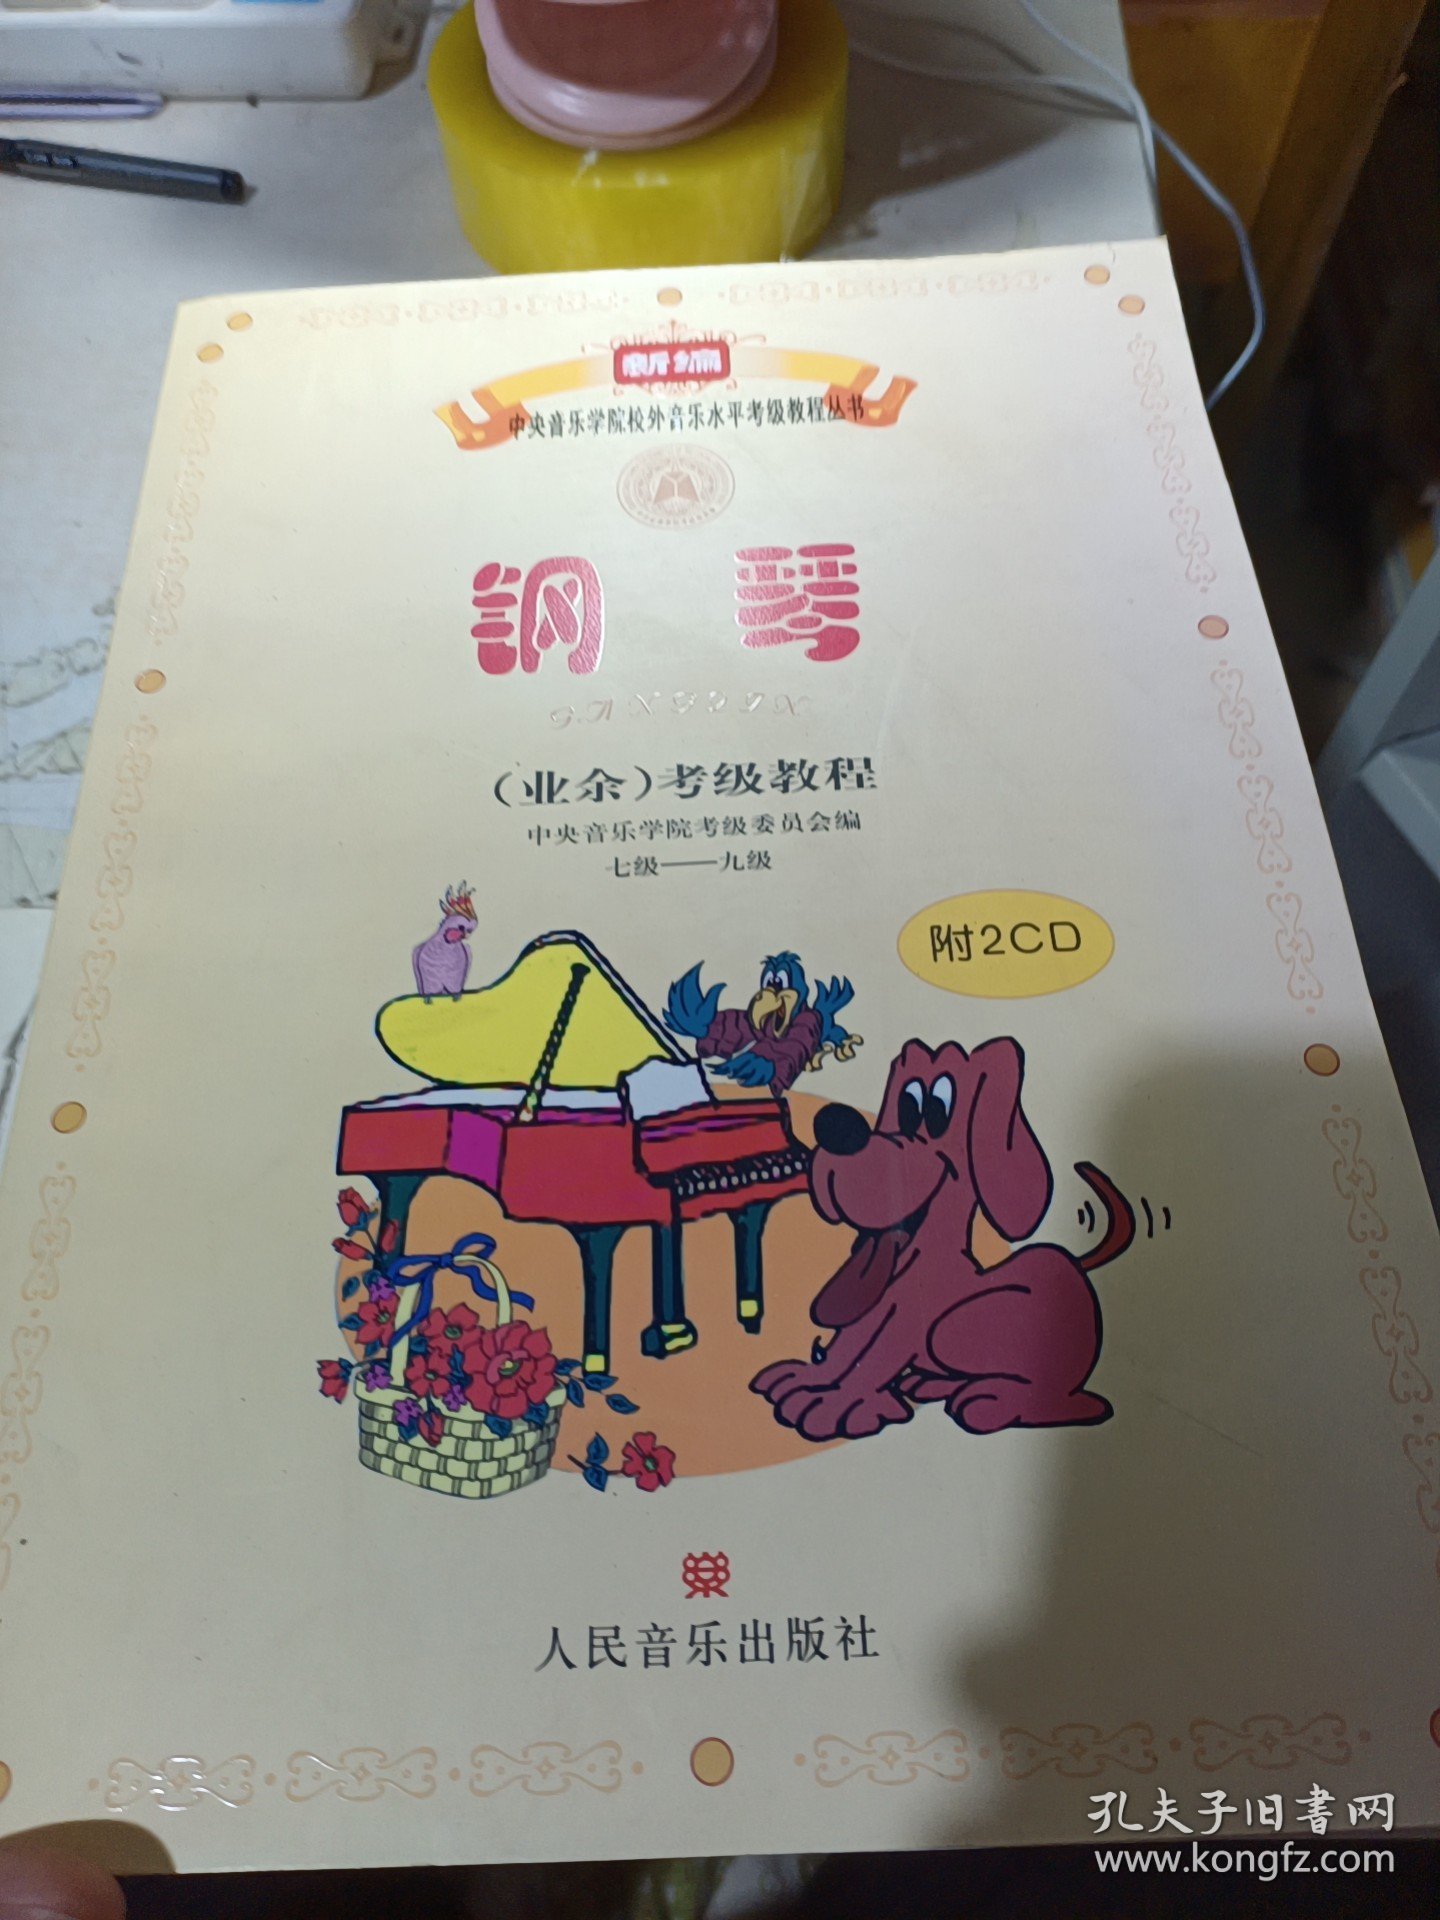 新编
中央音乐学院校外音乐水平考级教程丛书
钢琴
(业余)考级教程
中央音乐学院考级委员会编
七级——九级
附2CD
人民音乐出版社
孔夫子旧书网
www.kongfz.com